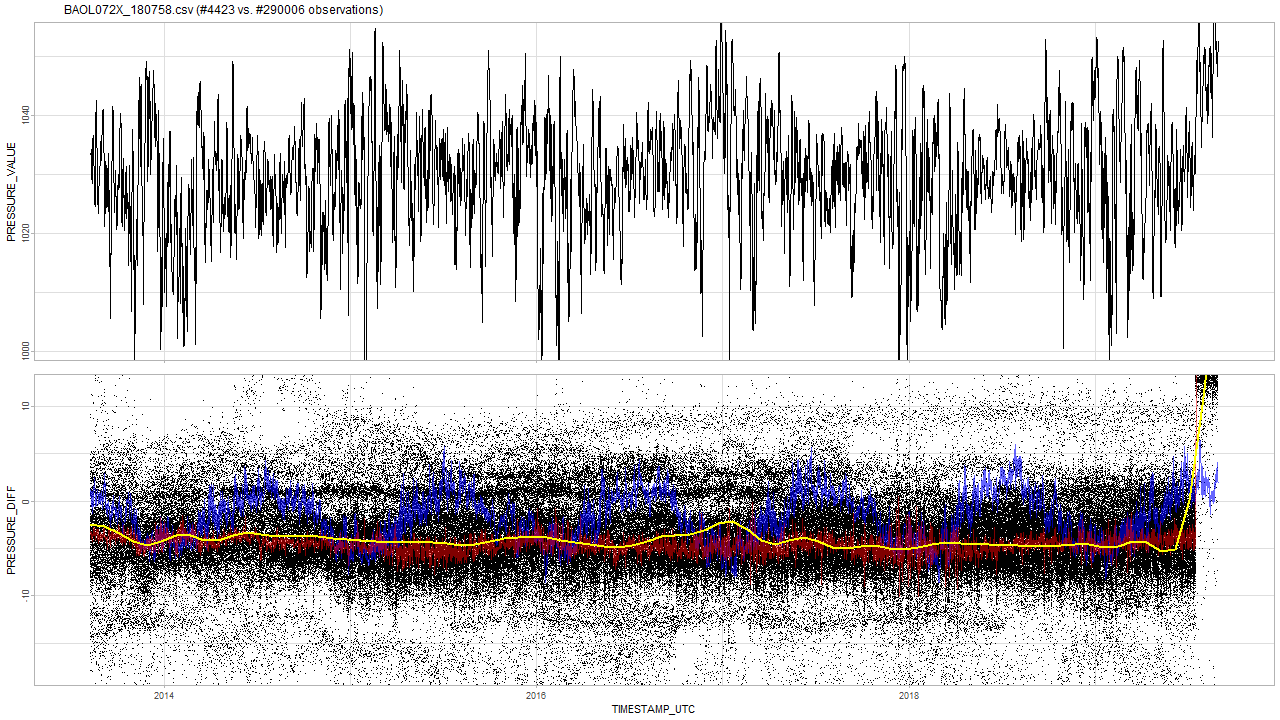 BAOL072X_180758.csv (#4423 vs. #290006 observations)
PRESSURE_VALUE
1040
1020
1000
PRESSURE_DIFF
10
0
-10
2014
2016
2018
TIMESTAMP_UTC